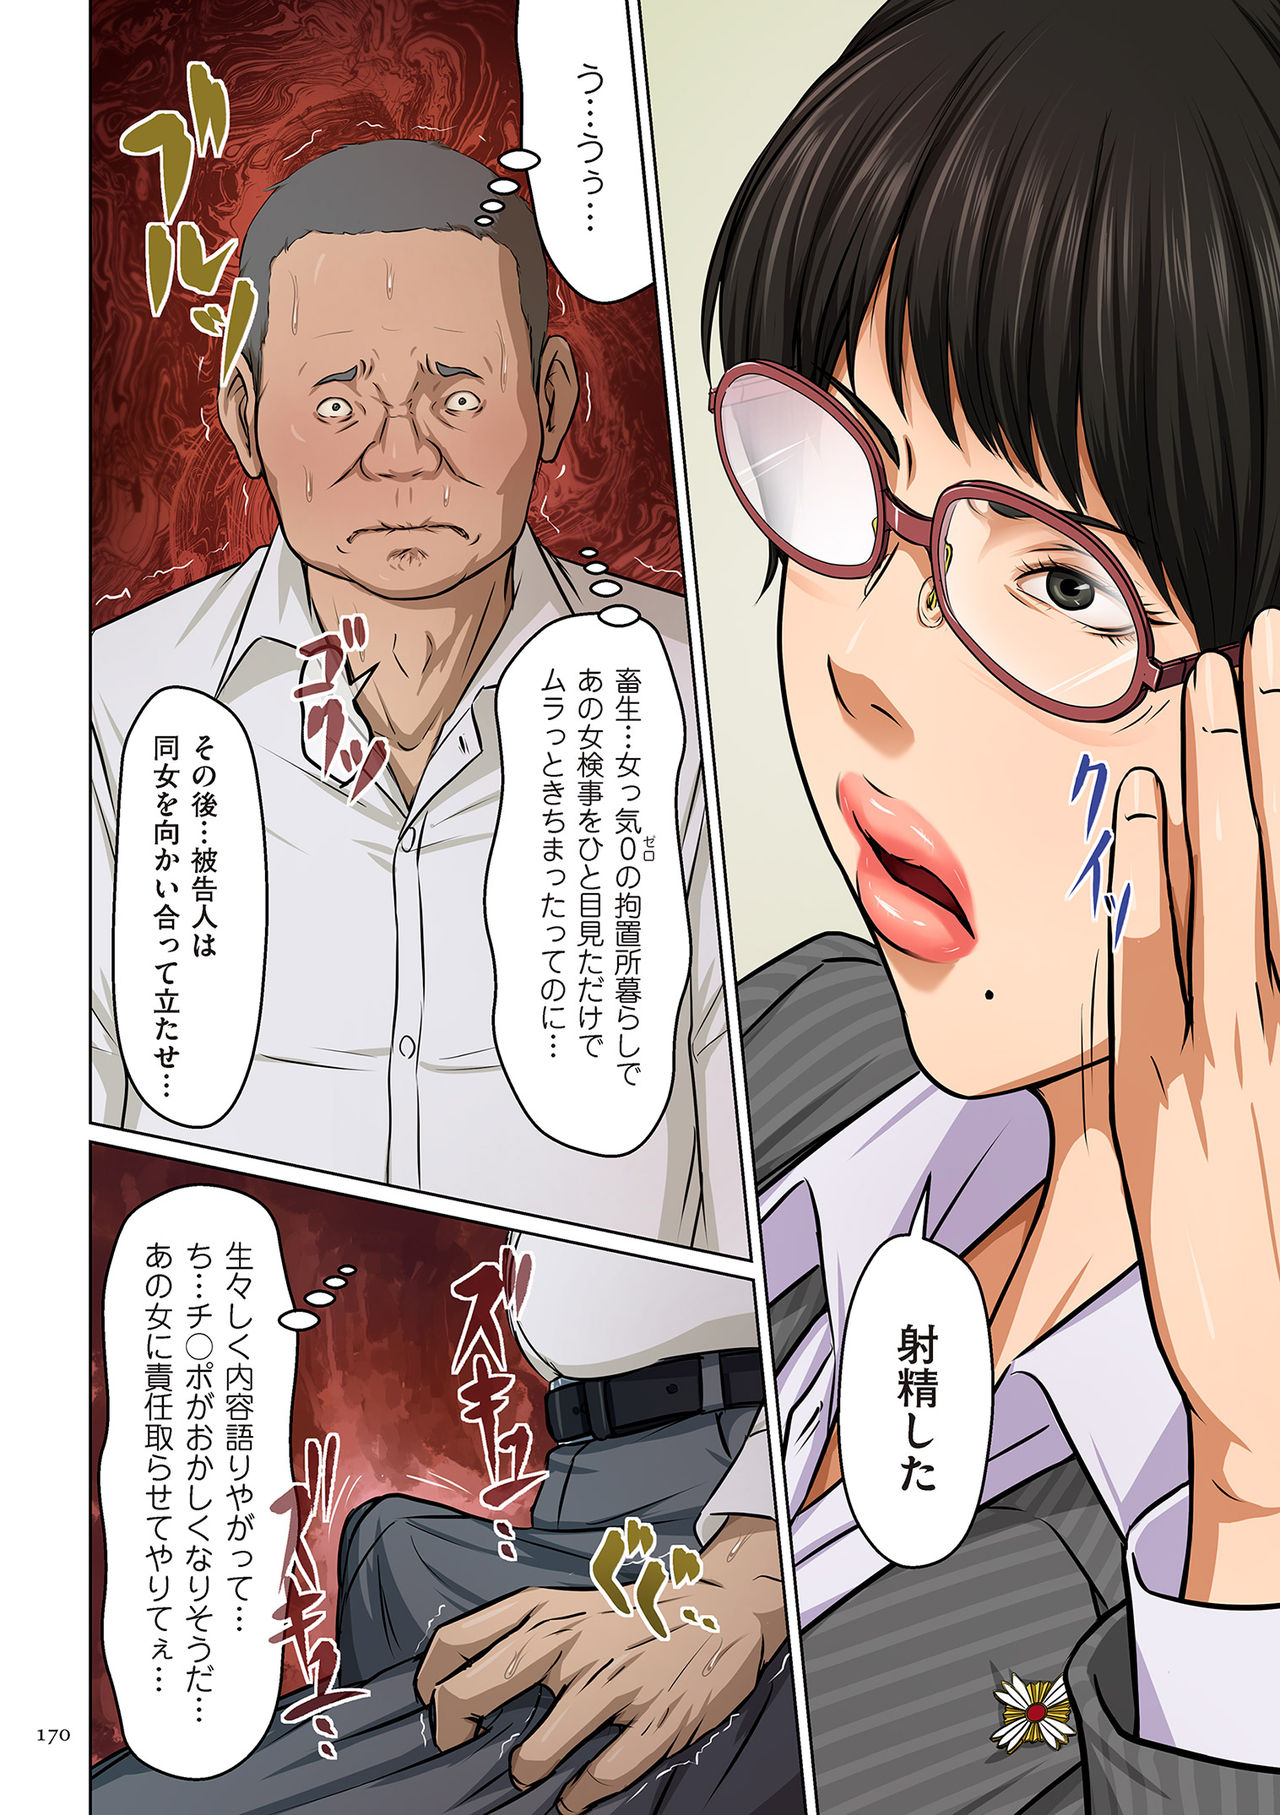 クイッ
射精した
う…うぅ…
ブルルッ
畜生…女っ気0の拘置所暮らしで
ゼロ
あの女検事をひと目見ただけで
ムラっときちまったってのに…
ゴクッ
その後…被告人は
同女を向かい合って立たせ…
ズキュン…
ぐぐ…
ズキュン…
生々しく内容語りやがって…
ち…チ〇ポがおかしくなりそうだ…
あの女に責任取らせてやりてぇ…
170